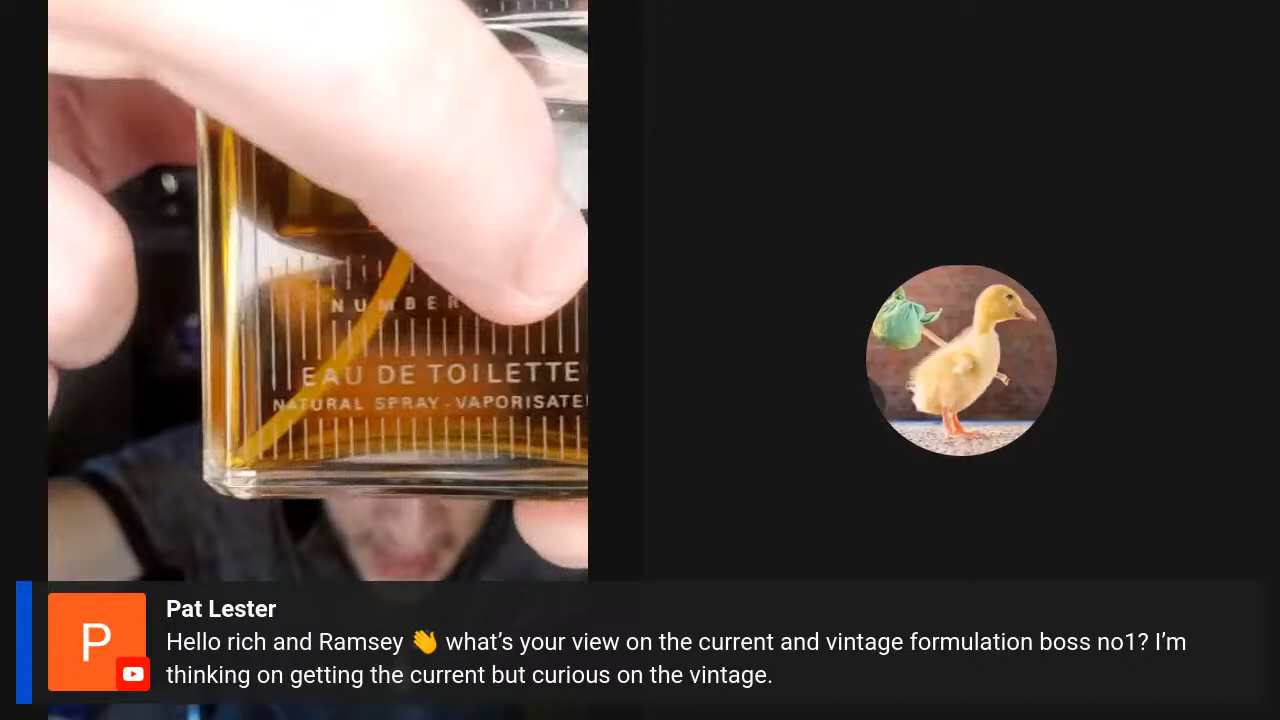 NUMBER
EAU DE TOILETTE
NATURAL SPRAY - VAPORISATE
P
Pat Lester
Hello rich and Ramsey 👋 what’s your view on the current and vintage formulation boss no1? I’m
thinking on getting the current but curious on the vintage.